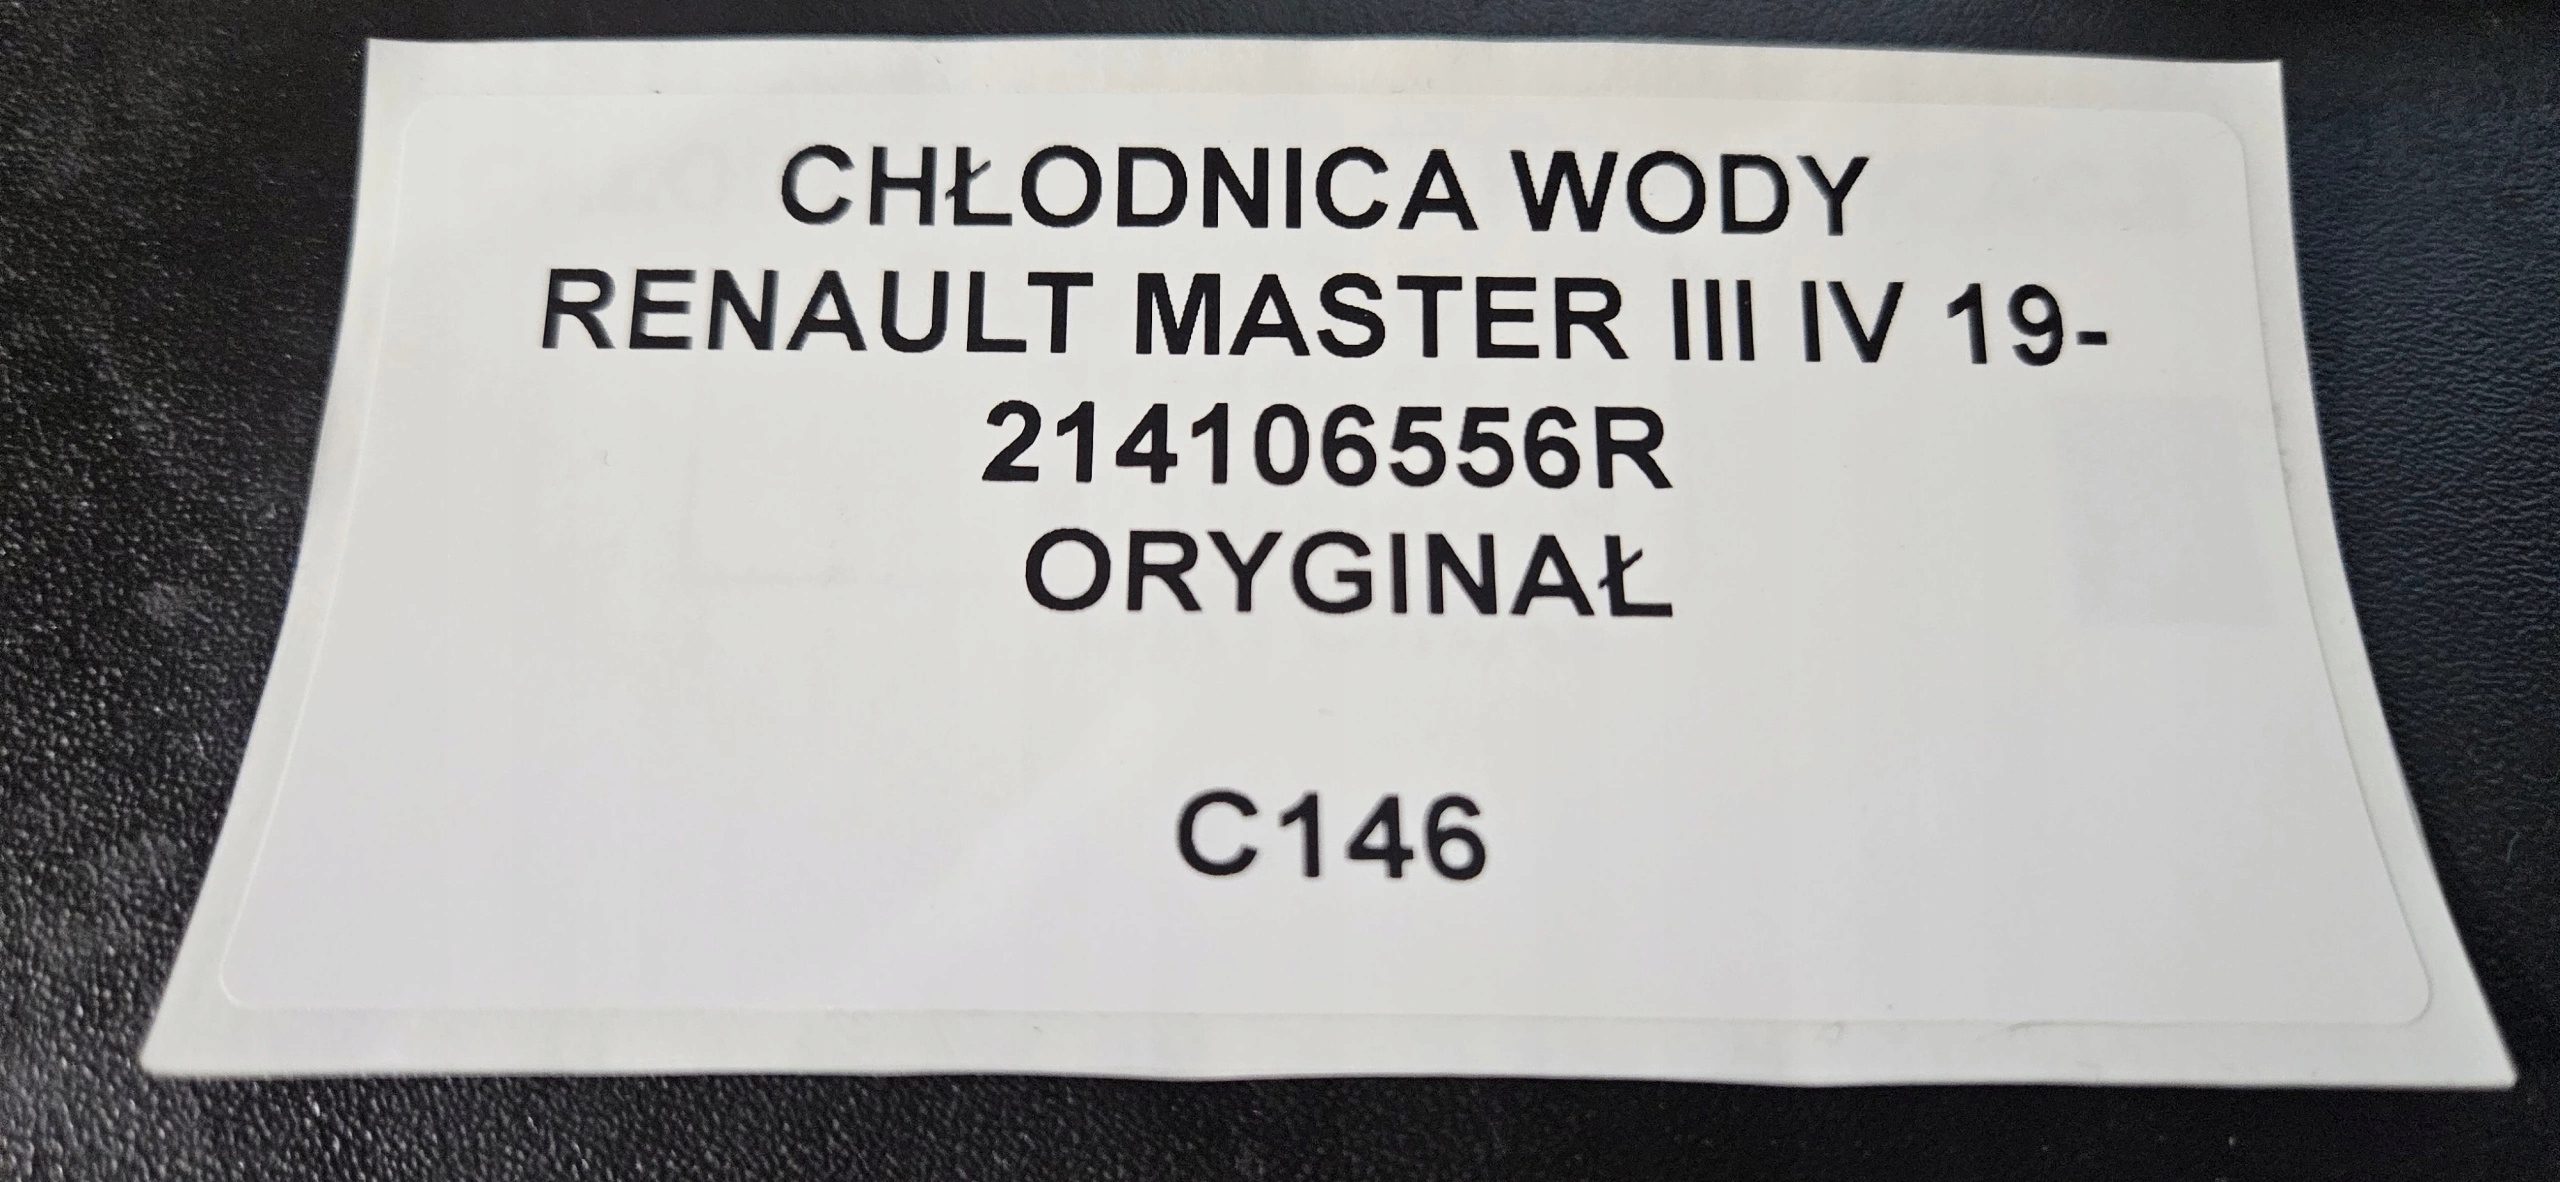 CHŁODNICA WODY
RENAULT MASTER III IV 19-
214106556R
ORYGINAŁ
C146